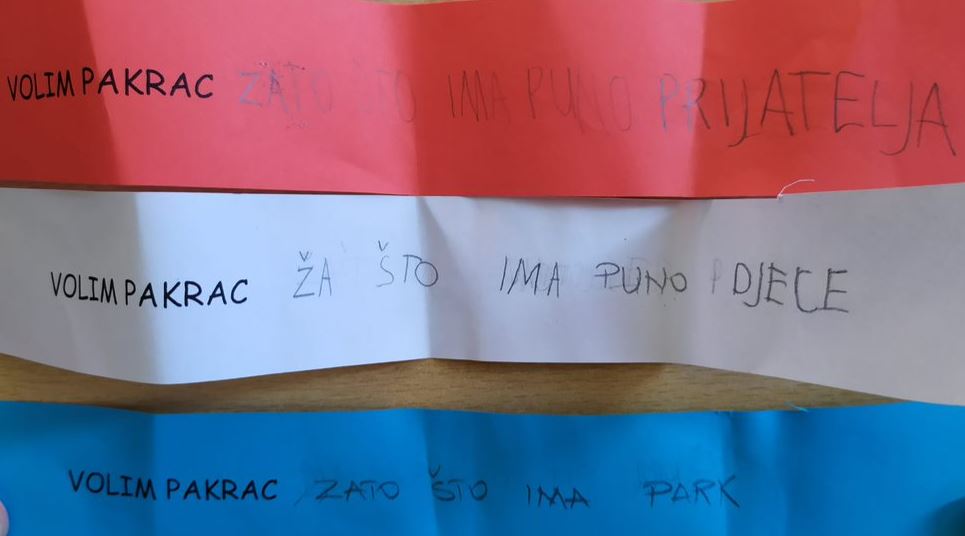 VOLIM PAKRAC ZATO ŠTO IMA PUNO PRIJATELJA
VOLIM PAKRAC ŽA ŠTO IMA PUNO DJECE
VOLIM PAKRAC ZATO ŠTO IMA PARK